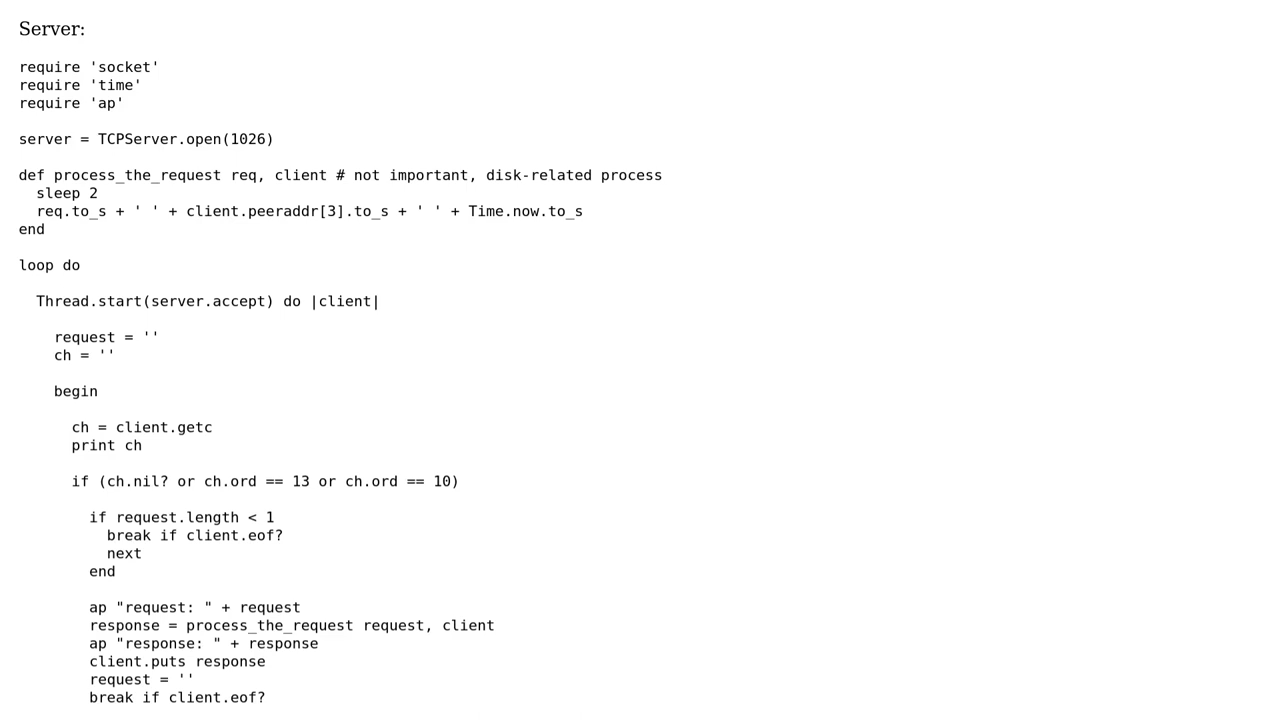 Server:
require 'socket'
require 'time'
require 'ap'
server = TCPServer.open(1026)
def process_the_request req, client # not important, disk-related process
  sleep 2
  req.to_s + ' ' + client.peeraddr[3].to_s + ' ' + Time.now.to_s
end
loop do
  Thread.start(server.accept) do |client|
    request = ''
    ch = ''
    begin
      ch = client.getc
      print ch
      if (ch.nil? or ch.ord == 13 or ch.ord == 10)
        if request.length < 1
          break if client.eof?
          next
        end
        ap "request: " + request
        response = process_the_request request, client
        ap "response: " + response
        client.puts response
        request = ''
        break if client.eof?